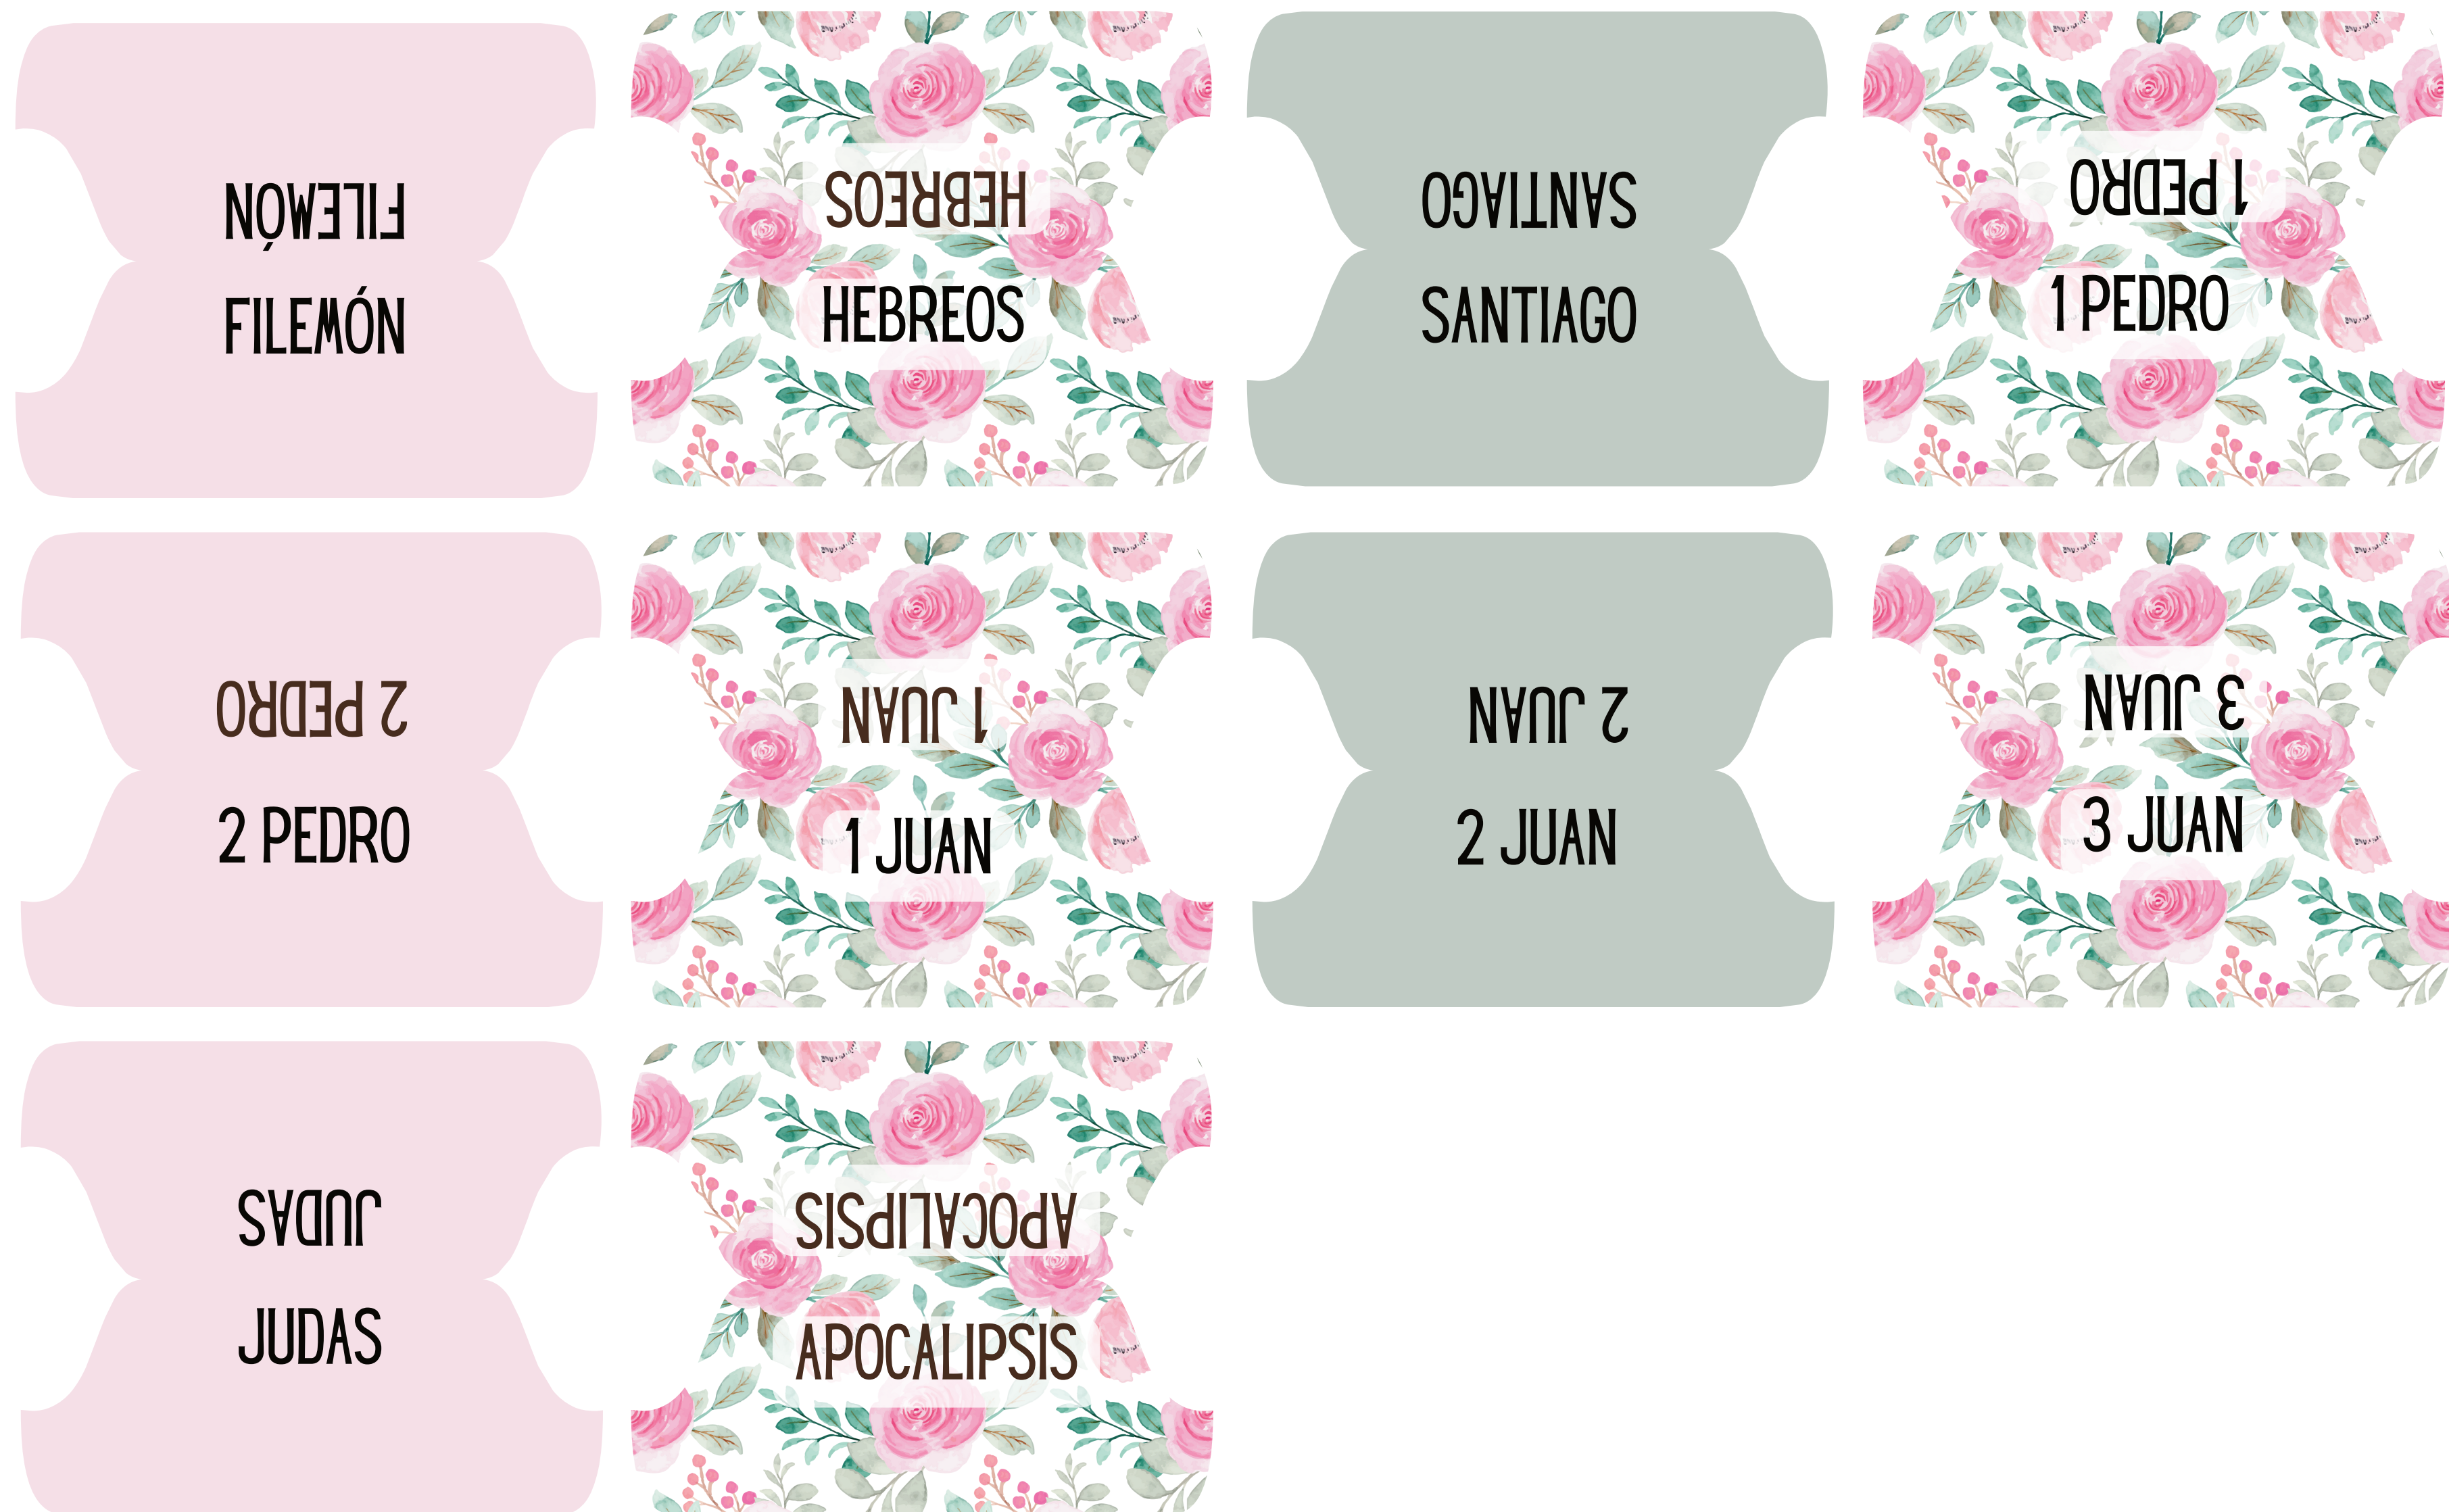 FILEMÓN
FILEMÓN
HEBREOS
HEBREOS
SANTIAGO
SANTIAGO
1 PEDRO
1 PEDRO
2 PEDRO
2 PEDRO
1 JUAN
1 JUAN
2 JUAN
2 JUAN
3 JUAN
3 JUAN
JUDAS
JUDAS
APOCALIPSIS
APOCALIPSIS